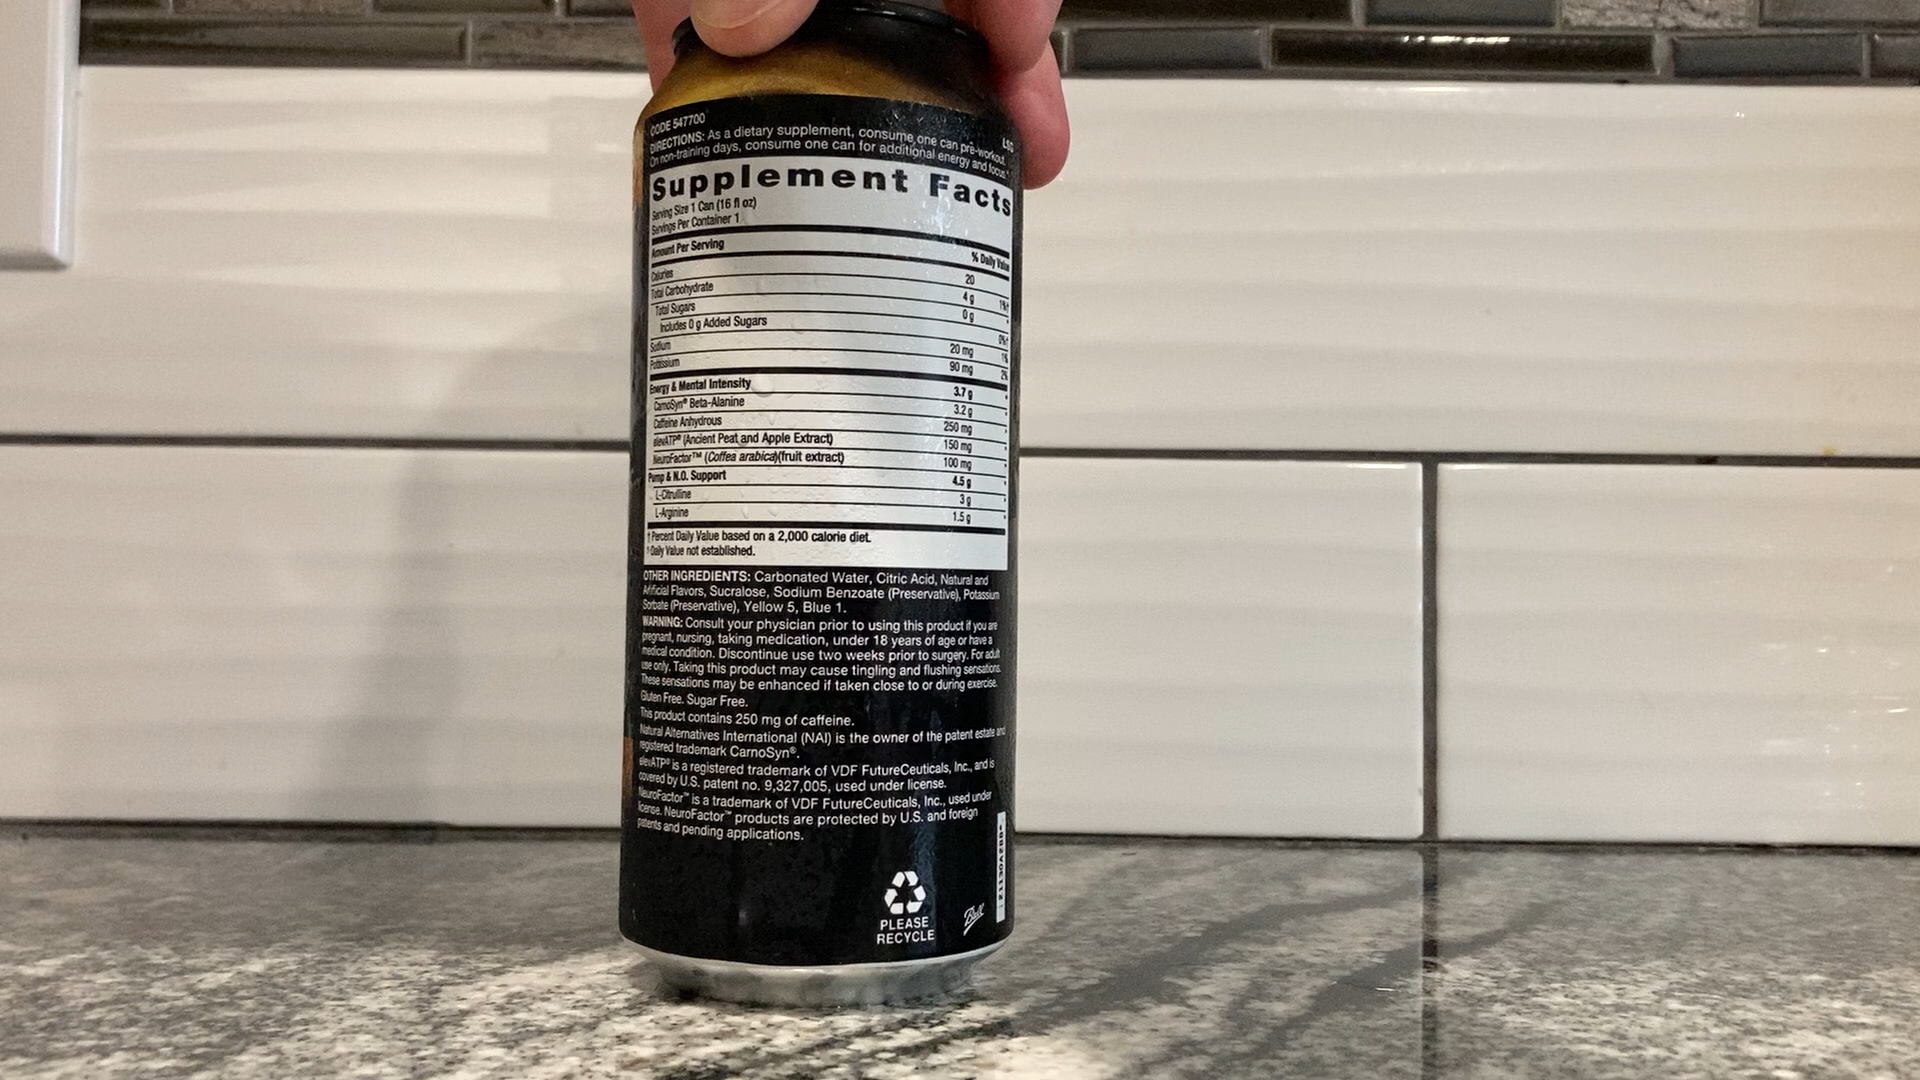 CODE 547700
LSC
DIRECTIONS: As a dietary supplement, consume one can pre-workout.
On non-training days, consume one can for additional energy and focus.*
Supplement Facts
Serving Size 1 Can (16 fl oz)
Servings Per Container 1
Amount Per Serving
% Daily Value
Calories 20
Total Carbohydrate 4 g 1%†
Total Sugars 0 g *
Includes 0 g Added Sugars 0%†
Sodium 20 mg 1%
Potassium 90 mg 2%
Energy & Mental Intensity 3.7 g *
CarnoSyn® Beta-Alanine 3.2 g *
Caffeine Anhydrous 250 mg *
elevATP® (Ancient Peat and Apple Extract) 150 mg *
NeuroFactor™ (Coffea arabica)(fruit extract) 100 mg *
Pump & N.O. Support 4.5 g *
L-Citrulline 3 g *
L-Arginine 1.5 g *
† Percent Daily Value based on a 2,000 calorie diet.
* Daily Value not established.
OTHER INGREDIENTS: Carbonated Water, Citric Acid, Natural and
Artificial Flavors, Sucralose, Sodium Benzoate (Preservative), Potassium
Sorbate (Preservative), Yellow 5, Blue 1.
WARNING: Consult your physician prior to using this product if you are
pregnant, nursing, taking medication, under 18 years of age or have a
medical condition. Discontinue use two weeks prior to surgery. For adult
use only. Taking this product may cause tingling and flushing sensations.
These sensations may be enhanced if taken close to or during exercise.
Gluten Free. Sugar Free.
This product contains 250 mg of caffeine.
Natural Alternatives International (NAI) is the owner of the patent estate and
registered trademark CarnoSyn®.
elevATP® is a registered trademark of VDF FutureCeuticals, Inc., and is
covered by U.S. patent no. 9,327,005, used under license.
NeuroFactor™ is a trademark of VDF FutureCeuticals, Inc., used under
license. NeuroFactor™ products are protected by U.S. and foreign
patents and pending applications.
PLEASE
RECYCLE
Ball